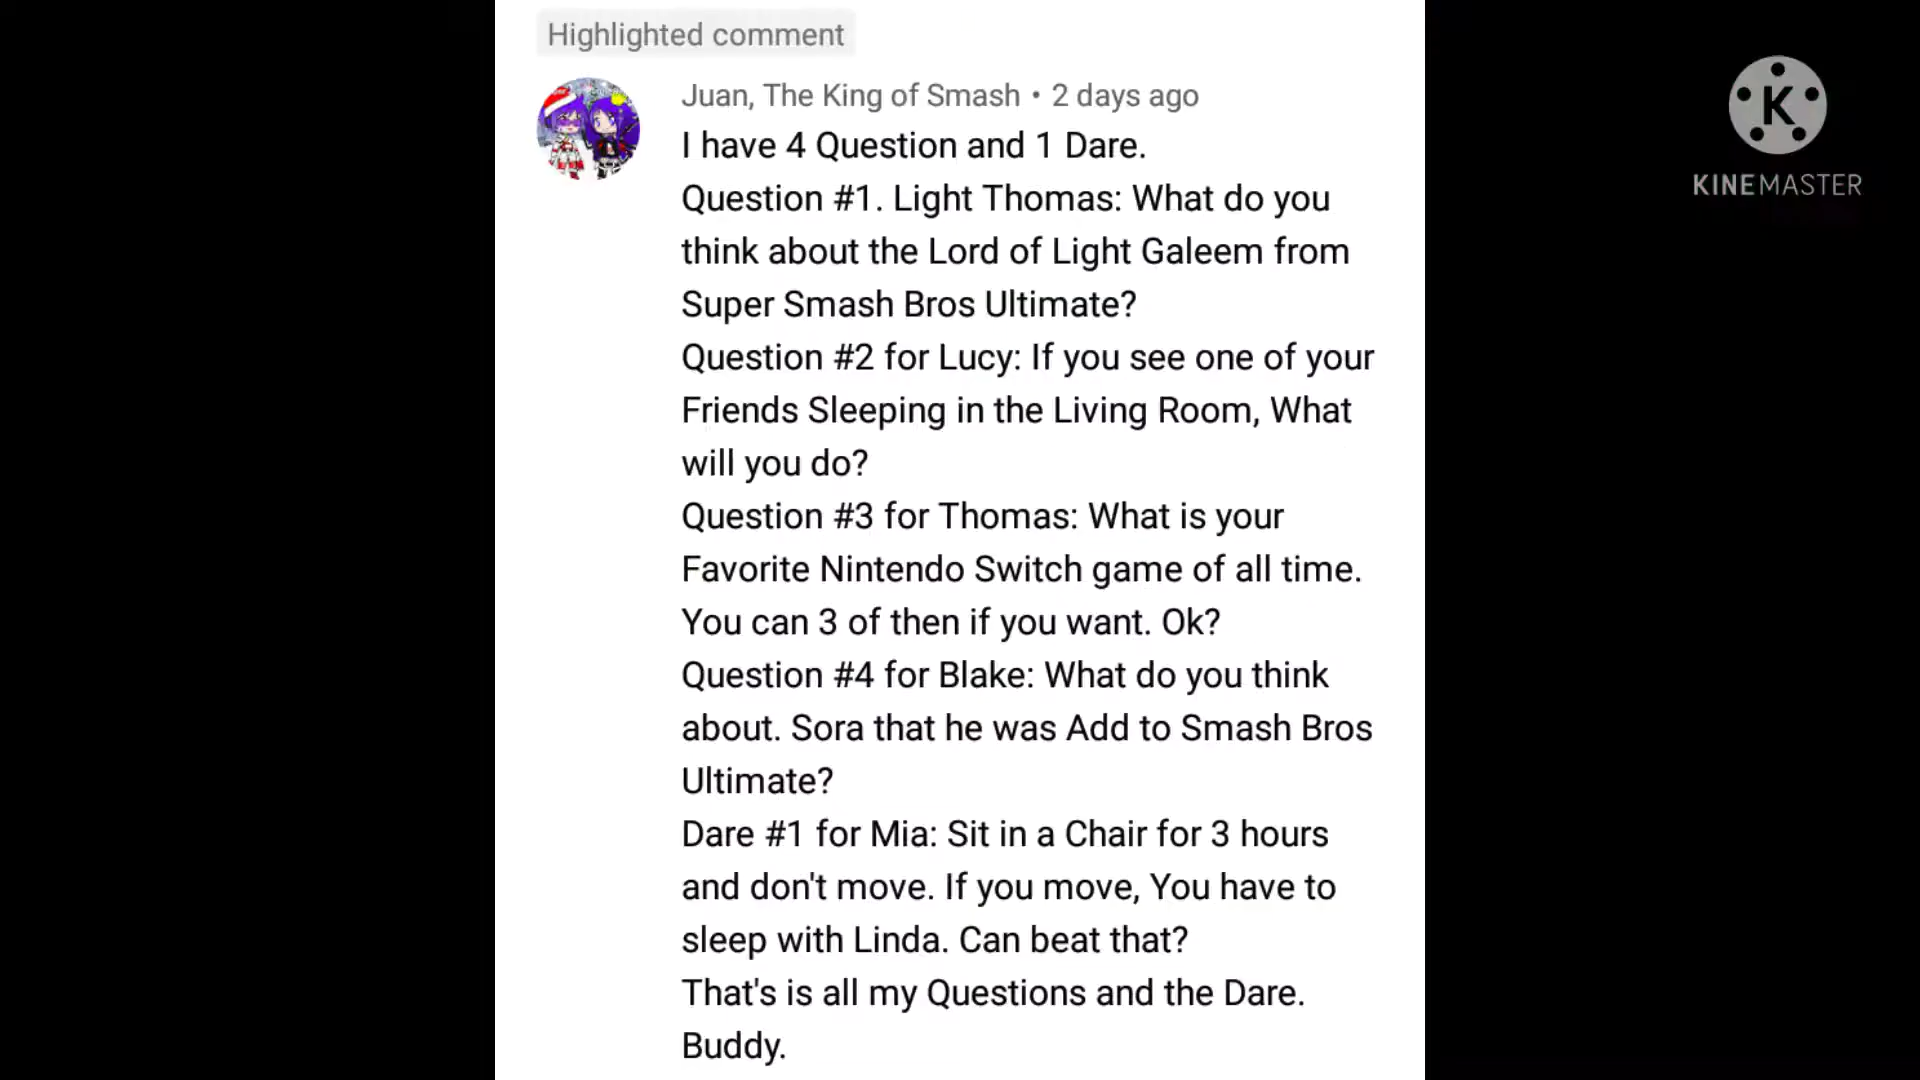 Highlighted comment
Juan, The King of Smash • 2 days ago
I have 4 Question and 1 Dare.
Question #1. Light Thomas: What do you
think about the Lord of Light Galeem from
Super Smash Bros Ultimate?
Question #2 for Lucy: If you see one of your
Friends Sleeping in the Living Room, What
will you do?
Question #3 for Thomas: What is your
Favorite Nintendo Switch game of all time.
You can 3 of then if you want. Ok?
Question #4 for Blake: What do you think
about. Sora that he was Add to Smash Bros
Ultimate?
Dare #1 for Mia: Sit in a Chair for 3 hours
and don't move. If you move, You have to
sleep with Linda. Can beat that?
That's is all my Questions and the Dare.
Buddy.
K
KINEMASTER